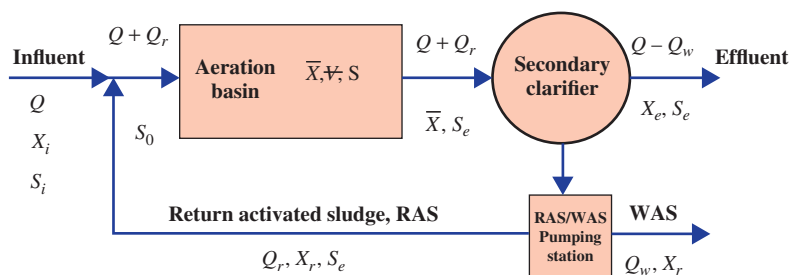 Influent
Q + Q_r
Q
X_i
S_i
S_0
Aeration
basin
X̅, V̶, S
Q + Q_r
X̅, S_e
Secondary
clarifier
Q – Q_w
Effluent
X_e, S_e
Return activated sludge, RAS
Q_r, X_r, S_e
RAS/WAS
Pumping
station
WAS
Q_w, X_r